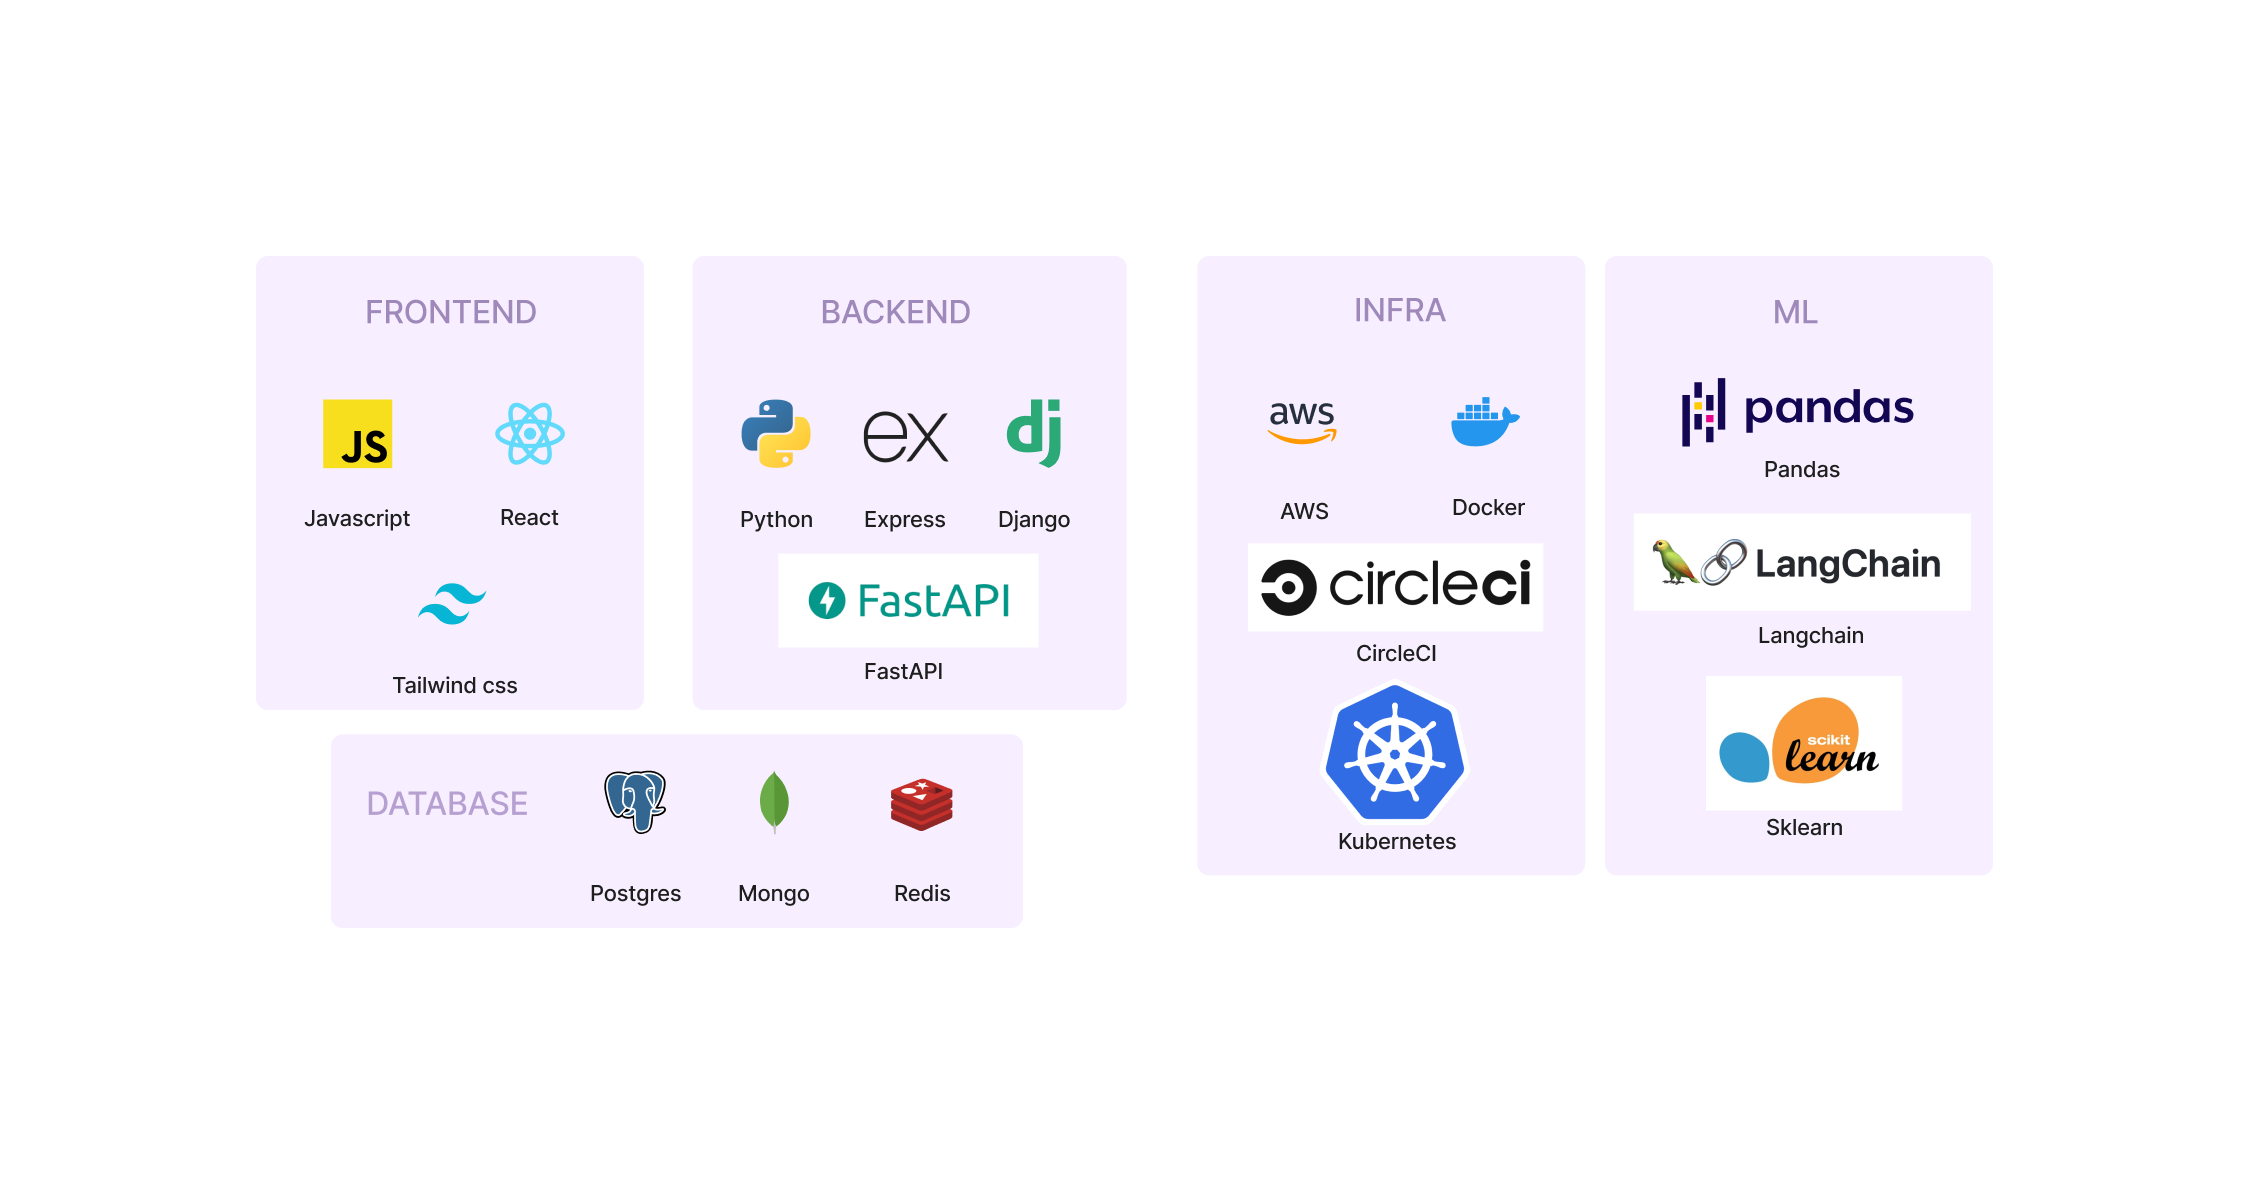 FRONTEND
JS
Javascript
React
Tailwind css
BACKEND
ex
dj
Python
Express
Django
FastAPI
FastAPI
DATABASE
Postgres
Mongo
Redis
INFRA
aws
AWS
Docker
circleci
CircleCI
Kubernetes
ML
pandas
Pandas
LangChain
Langchain
scikit
learn
Sklearn